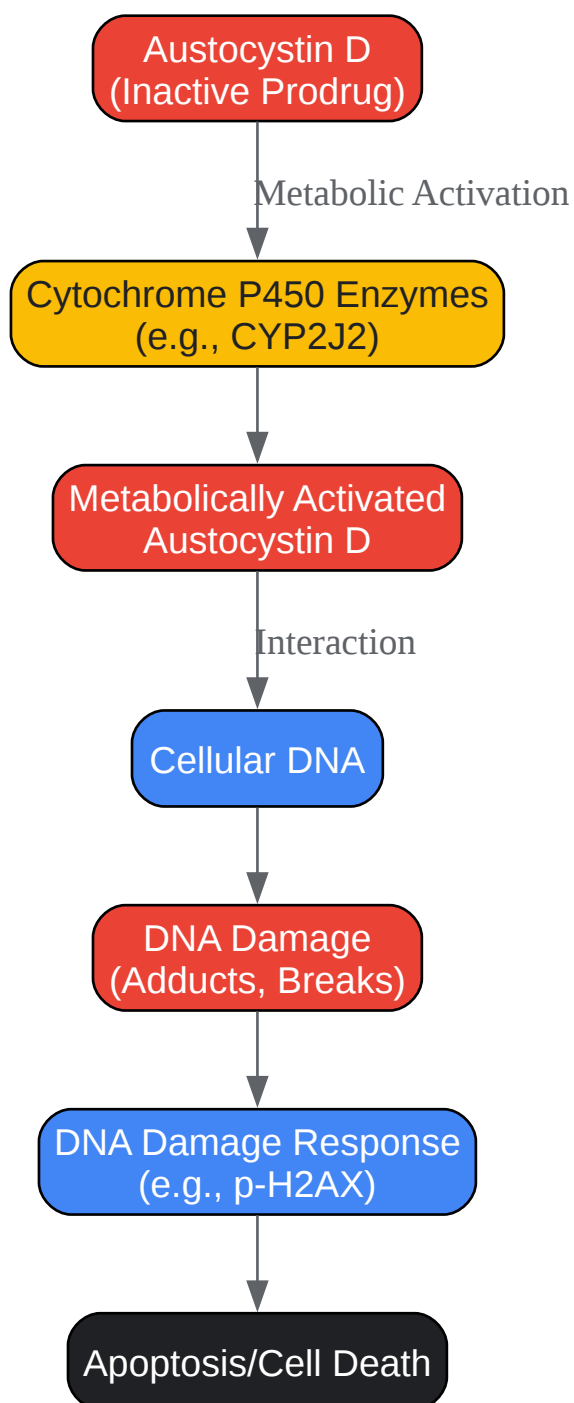 Austocystin D
(Inactive Prodrug)
Metabolic Activation
Cytochrome P450 Enzymes
(e.g., CYP2J2)
Metabolically Activated
Austocystin D
Interaction
Cellular DNA
DNA Damage
(Adducts, Breaks)
DNA Damage Response
(e.g., p-H2AX)
Apoptosis/Cell Death